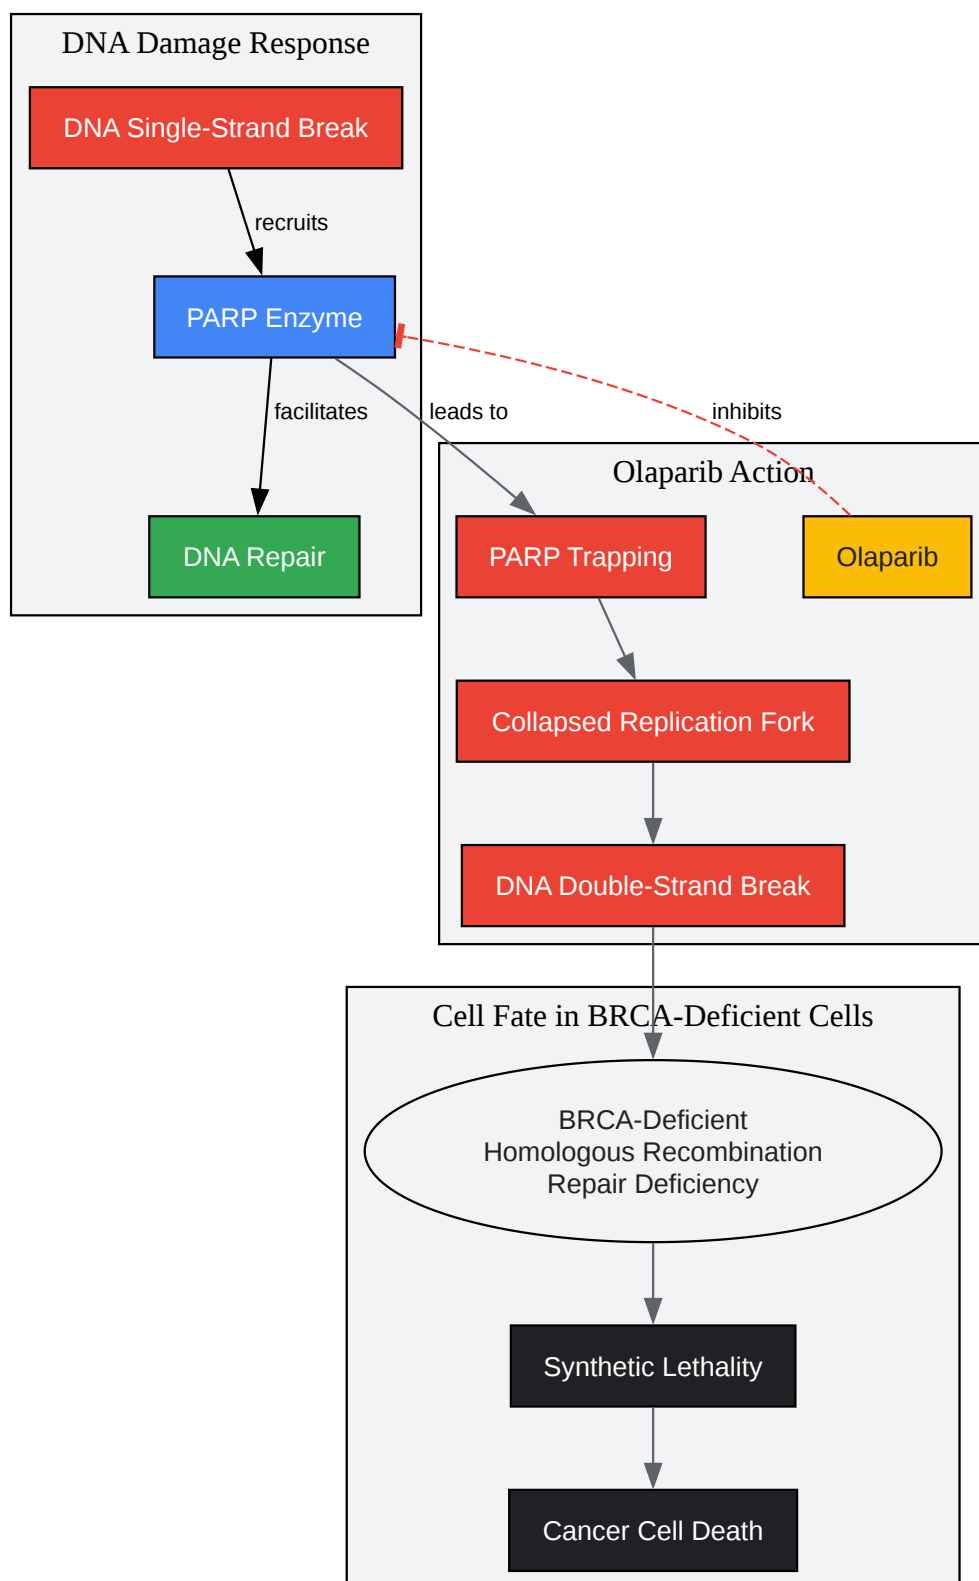 DNA Damage Response
DNA Single-Strand Break
recruits
PARP Enzyme
facilitates
leads to
inhibits
DNA Repair
Olaparib Action
PARP Trapping
Olaparib
Collapsed Replication Fork
DNA Double-Strand Break
Cell Fate in BRCA-Deficient Cells
BRCA-Deficient
Homologous Recombination
Repair Deficiency
Synthetic Lethality
Cancer Cell Death